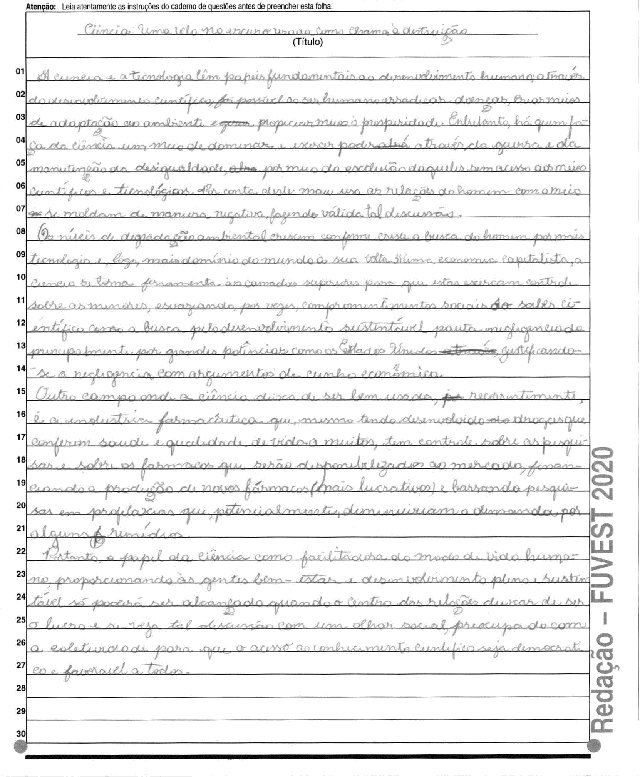 Atenção: Leia atentamente as instruções do caderno de questões antes de preencher esta folha.
Ciência: Uma vela no escuro usada como chama à destruição
(Título)
01 A ciência e a tecnologia têm papeis fundamentais ao desenvolvimento humano, através
02 do desenvolvimento científico, foi possível ao ser humano erradicar doenças, criar meios
03 de adaptação ao ambiente e propiciar meios à prosperidade. Entretanto, há quem fa-
04 ça da ciência um meio de dominar e exercer poder através da guerra e da
05 manutenção da desigualdade, por meio da exclusão daqueles sem acesso aos meios
06 científicos e tecnológicos. Por conta deste mau uso as relações do homem com o meio
07 se moldam de maneira negativa, fazendo válida tal discussão.
08 Os níveis de degradação ambiental crescem conforme cresce a busca do homem por mais
09 tecnologia e, logo, mais domínio do mundo à sua volta. Numa economia capitalista, a
10 ciência se torna ferramenta às camadas superiores para que estas exerçam controle
11 sobre as menores, esvaziando, por vezes, comprometimentos sociais do saber ci-
12 entífico como a busca pelo desenvolvimento sustentável, pauta negligenciada
13 principalmente por grandes potências como os Estados Unidos justificando-
14 -se a negligência com argumentos de cunho econômico.
15 Outro campo onde a ciência deixa de ser bem usada, recorrentemente,
16 é a indústria farmacêutica que, mesmo tendo desenvolvido drogas que
17 conferem saúde e qualidade de vida a muitos, tem controle sobre as pesqui-
18 sas e sobre os fármacos que serão disponibilizados ao mercado, finan-
19 ciando a produção de novos fármacos (mais lucrativos) e barrando pesqui-
20 sas em profilaxias que, potencialmente, diminuiriam a demanda por
21 alguns remédios.
22 Portanto, o papel da ciência como facilitadora do modo de vida huma-
23 no, proporcionando às gentes bem-estar e desenvolvimento pleno e susten-
24 tável só poderá ser alcançado quando o centro das relações deixar de ser
25 o lucro e se veja tal discussão com um olhar social, preocupado com
26 a coletividade para que o acesso ao conhecimento científico seja democráti-
27 co e favorável a todos.
28
29
30
Redação – FUVEST 2020